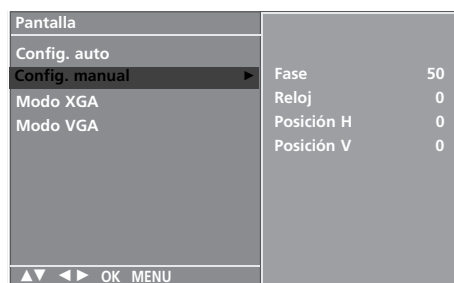 Pantalla
Config. auto
Config. manual ►
Modo XGA
Modo VGA
Fase 50
Reloj 0
Posición H 0
Posición V 0
▲▼ ◄► OK MENU